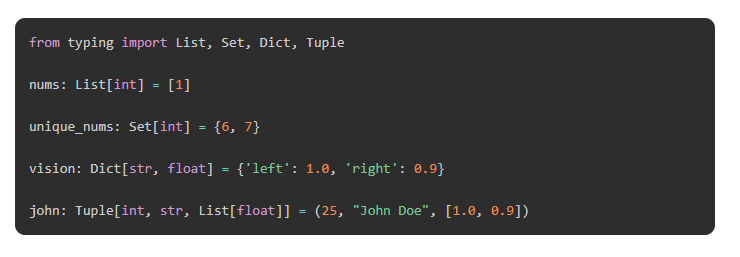 from typing import List, Set, Dict, Tuple
nums: List[int] = [1]
unique_nums: Set[int] = {6, 7}
vision: Dict[str, float] = {'left': 1.0, 'right': 0.9}
john: Tuple[int, str, List[float]] = (25, "John Doe", [1.0, 0.9])